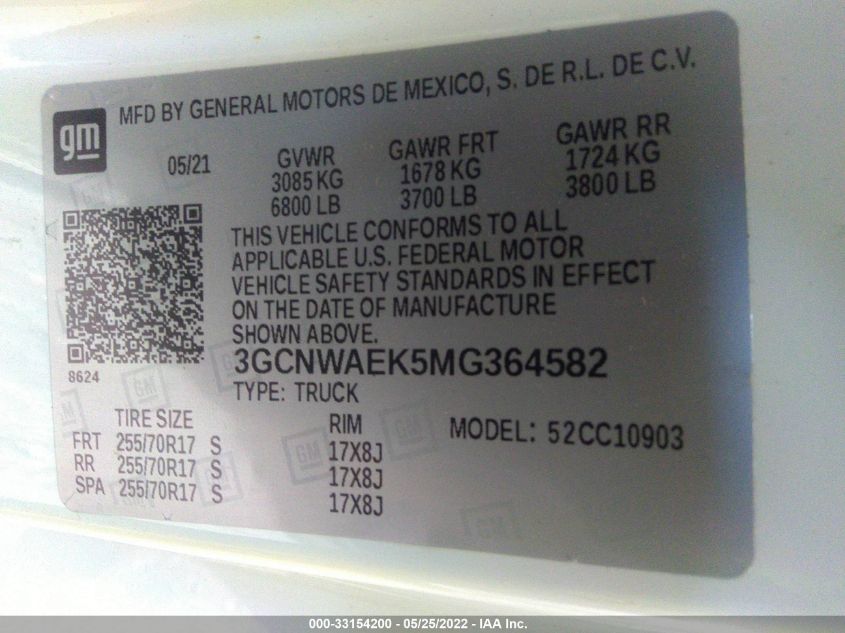 MFD BY GENERAL MOTORS DE MEXICO, S. DE R.L. DE C.V.
gm
05/21 GVWR GAWR FRT GAWR RR
3085 KG 1678 KG 1724 KG
6800 LB 3700 LB 3800 LB
THIS VEHICLE CONFORMS TO ALL
APPLICABLE U.S. FEDERAL MOTOR
VEHICLE SAFETY STANDARDS IN EFFECT
ON THE DATE OF MANUFACTURE
SHOWN ABOVE.
3GCNWAEK5MG364582
8624
TYPE: TRUCK
TIRE SIZE RIM MODEL: 52CC10903
FRT 255/70R17 S 17X8J
RR 255/70R17 S 17X8J
SPA 255/70R17 S 17X8J
GM GM GM GM
000-33154200 - 05/25/2022 - IAA Inc.